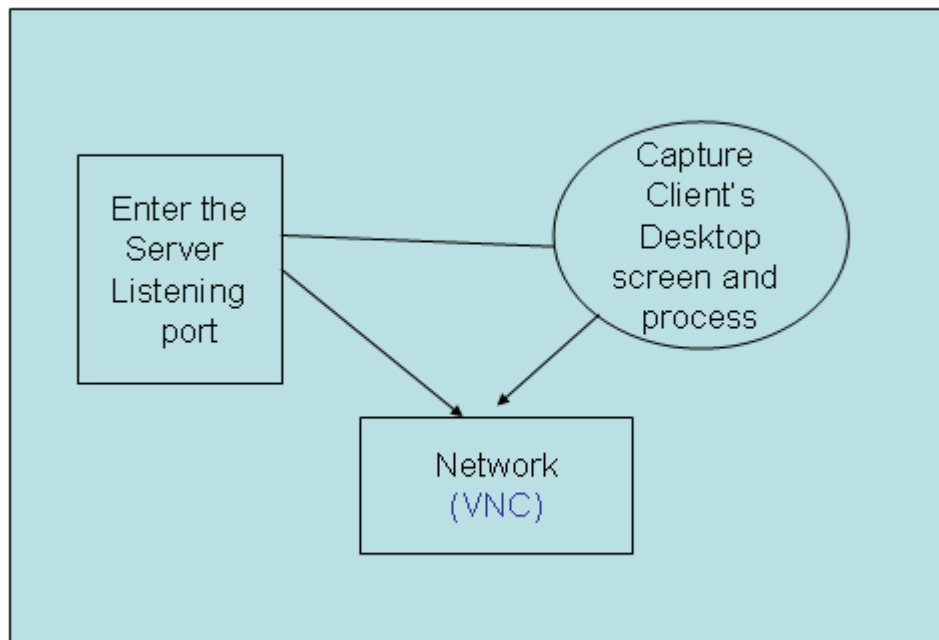 Enter the
Server
Listening
port
Capture
Client's
Desktop
screen and
process
Network
(VNC)